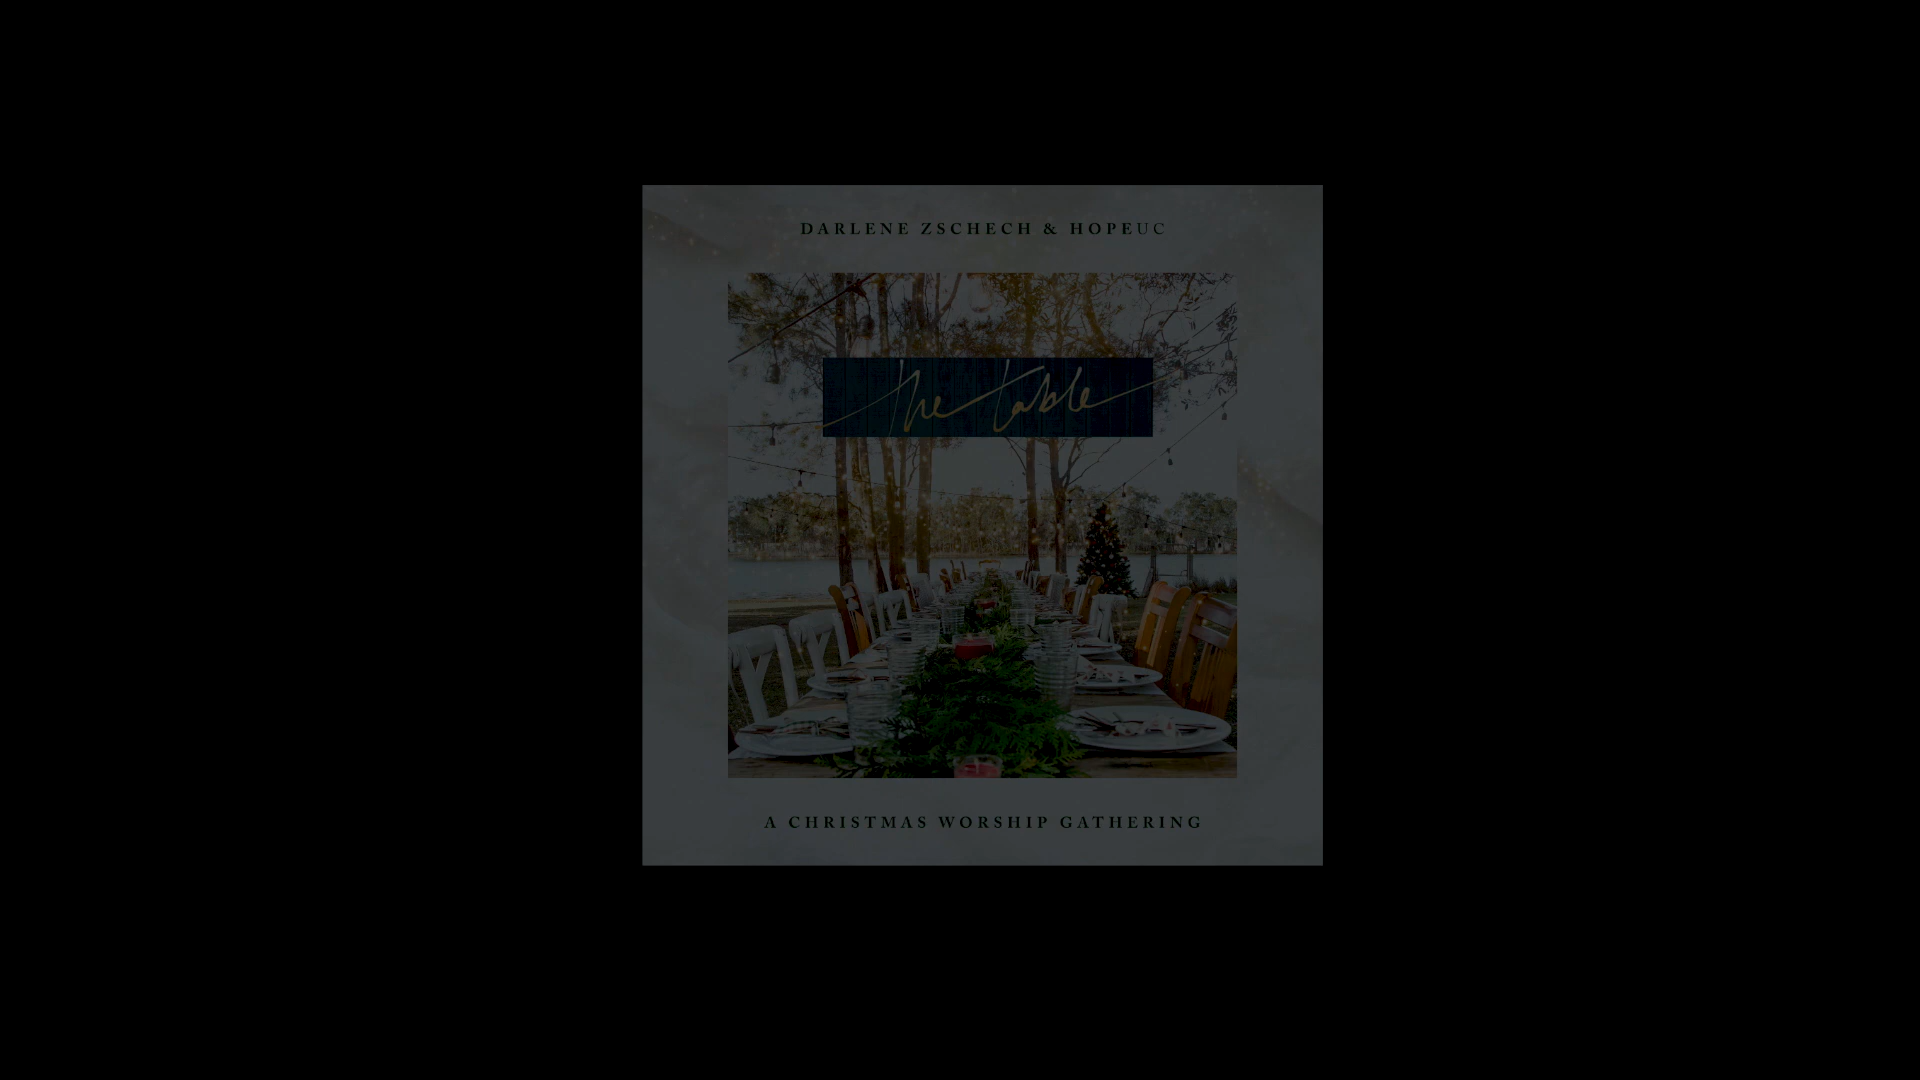 DARLENE ZSCHECH & HOPEUC
the table
A CHRISTMAS WORSHIP GATHERING